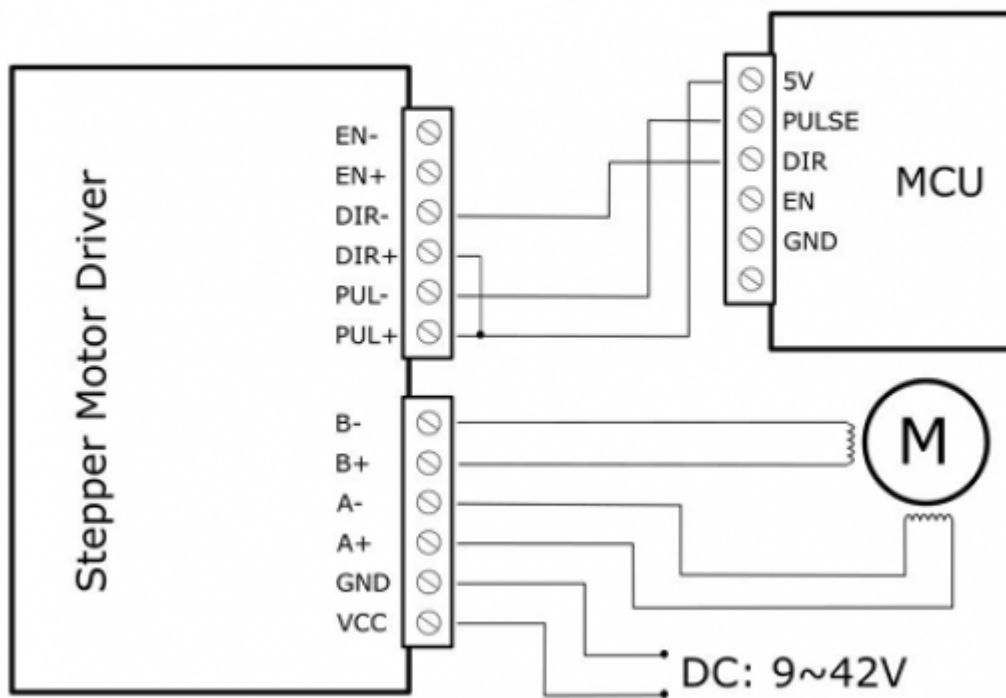 Stepper Motor Driver
EN-
EN+
DIR-
DIR+
PUL-
PUL+
B-
B+
A-
A+
GND
VCC
5V
PULSE
DIR
EN
GND
MCU
M
DC: 9~42V